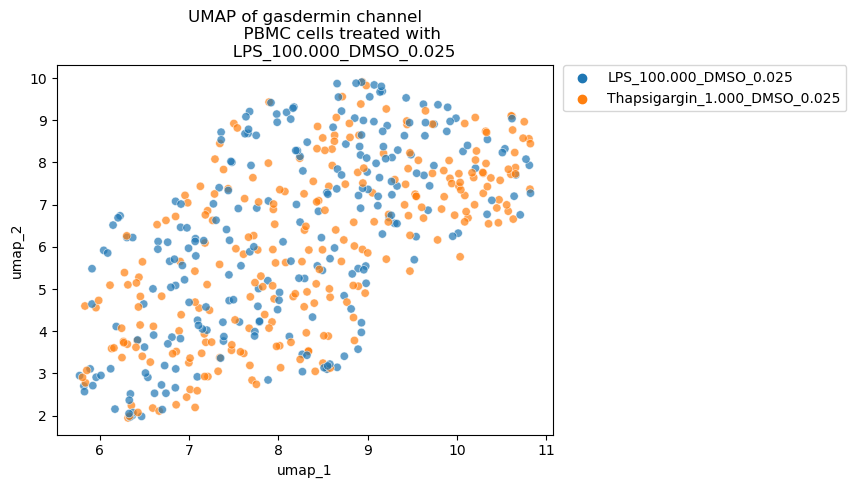 UMAP of gasdermin channel
PBMC cells treated with
LPS_100.000_DMSO_0.025
LPS_100.000_DMSO_0.025
Thapsigargin_1.000_DMSO_0.025
10
9
8
7
6
5
4
3
2
umap_2
6 7 8 9 10 11
umap_1